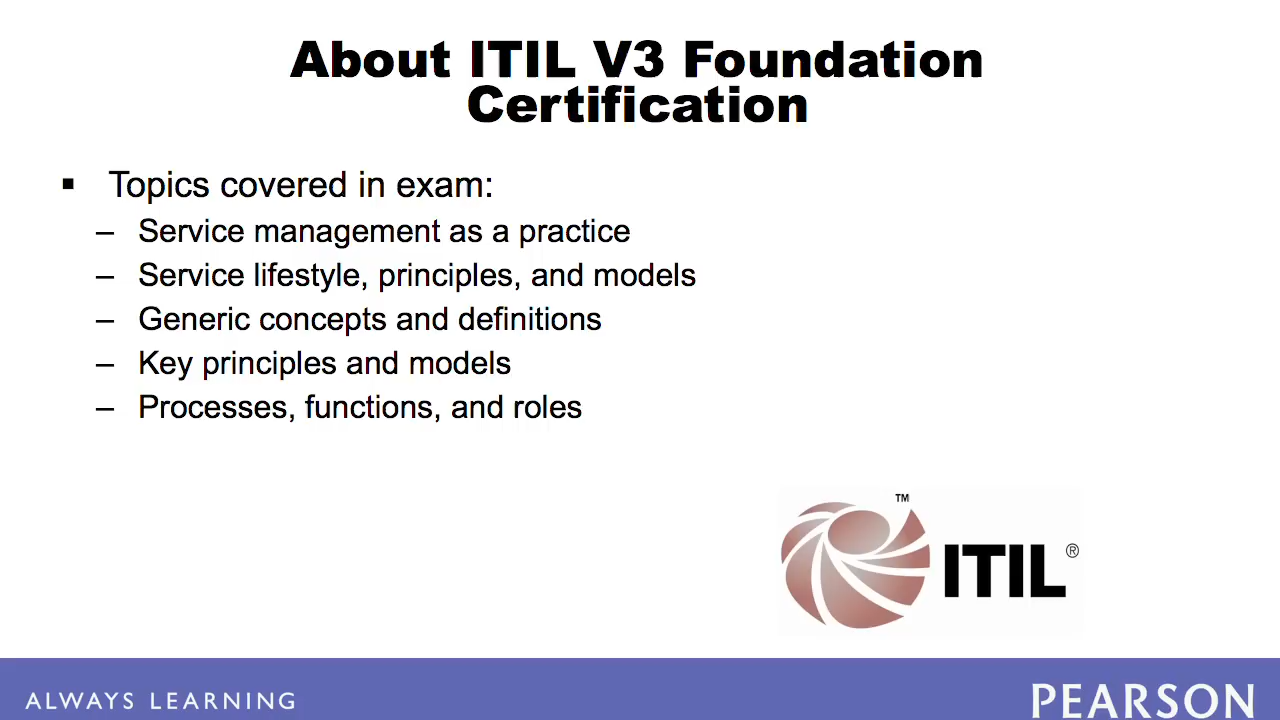 About ITIL V3 Foundation
Certification
▪ Topics covered in exam:
– Service management as a practice
– Service lifestyle, principles, and models
– Generic concepts and definitions
– Key principles and models
– Processes, functions, and roles
TM
ITIL®
ALWAYS LEARNING
PEARSON